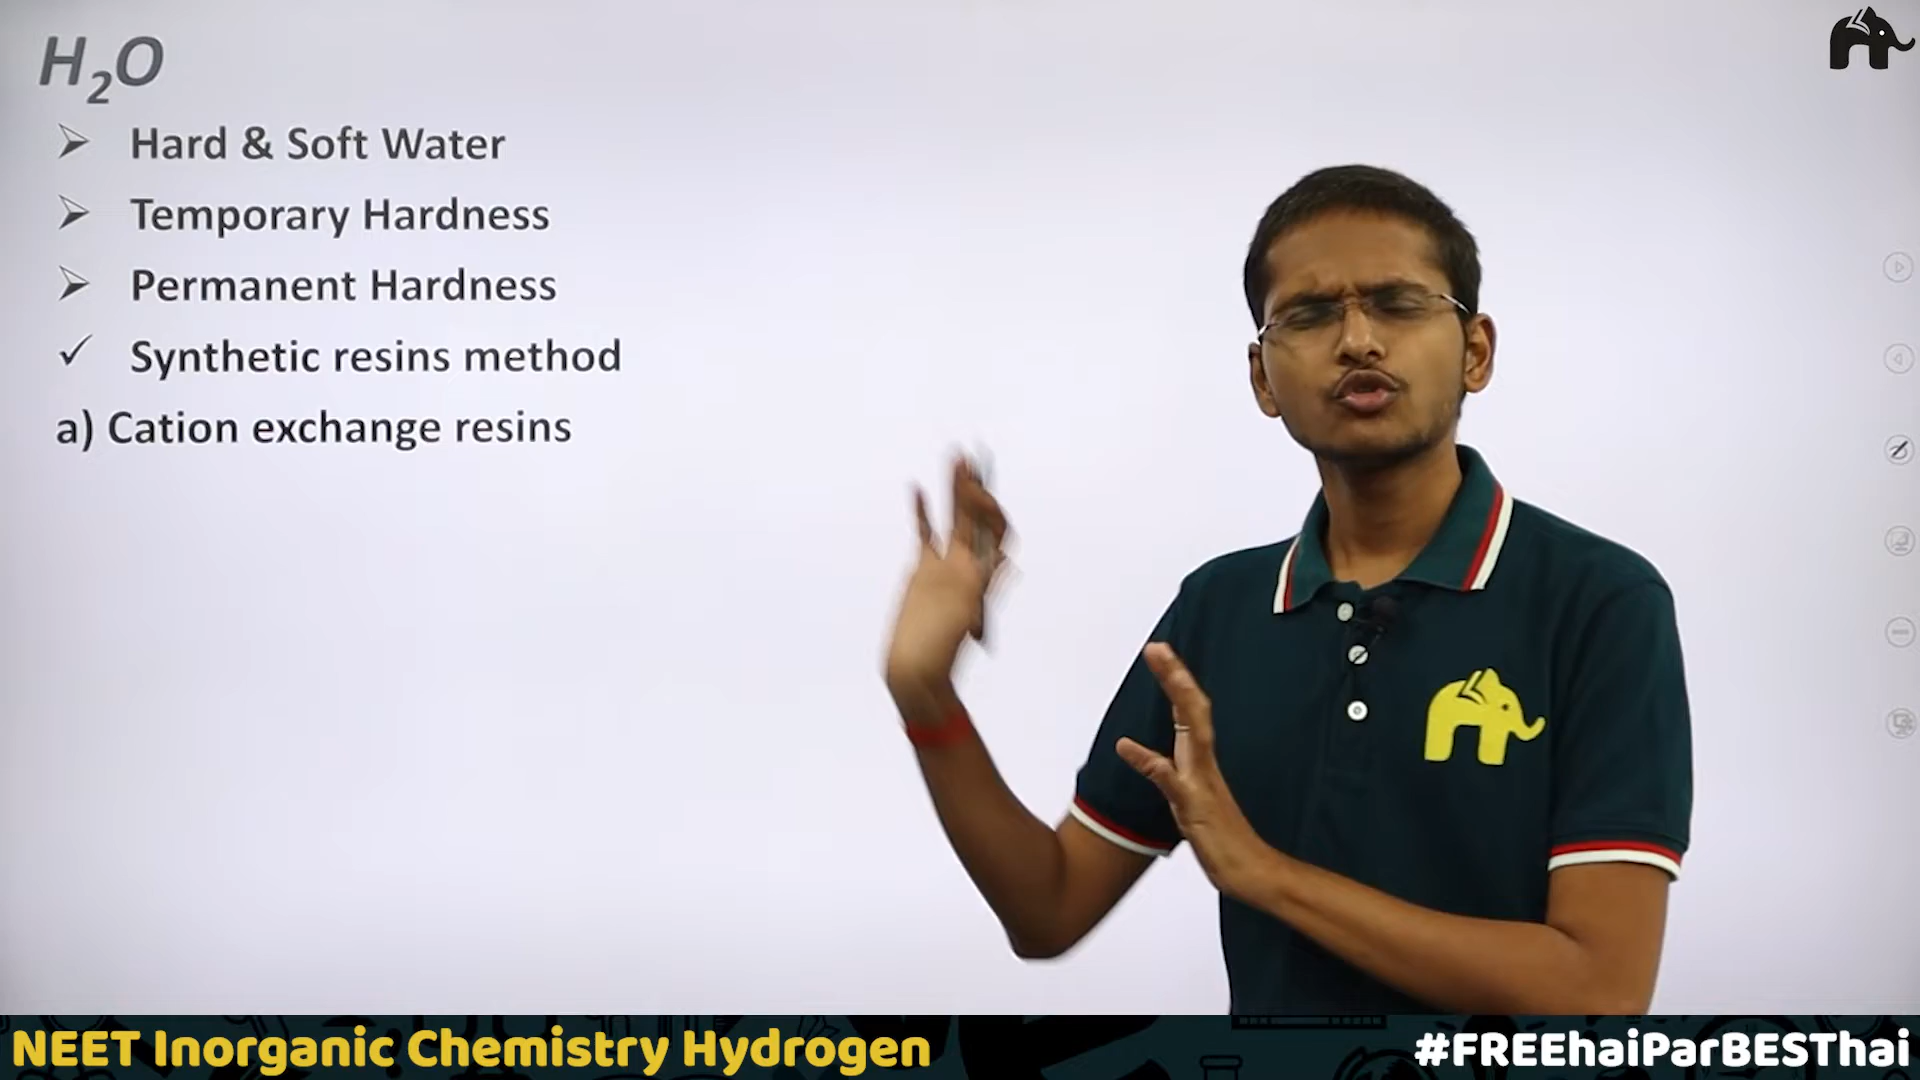 H₂O
➢ Hard & Soft Water
➢ Temporary Hardness
➢ Permanent Hardness
✓ Synthetic resins method
a) Cation exchange resins
NEET Inorganic Chemistry Hydrogen
#FREEhaiParBESThai